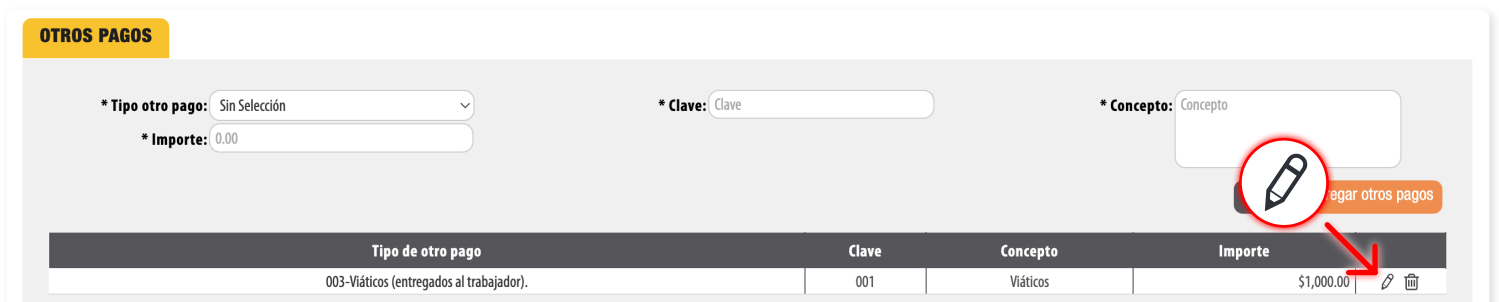 OTROS PAGOS
* Tipo otro pago: Sin Selección * Clave: Clave * Concepto: Concepto
* Importe: 0.00
otros pagos
Tipo de otro pago Clave Concepto Importe
003-Viáticos (entregados al trabajador). 001 Viáticos $1,000.00